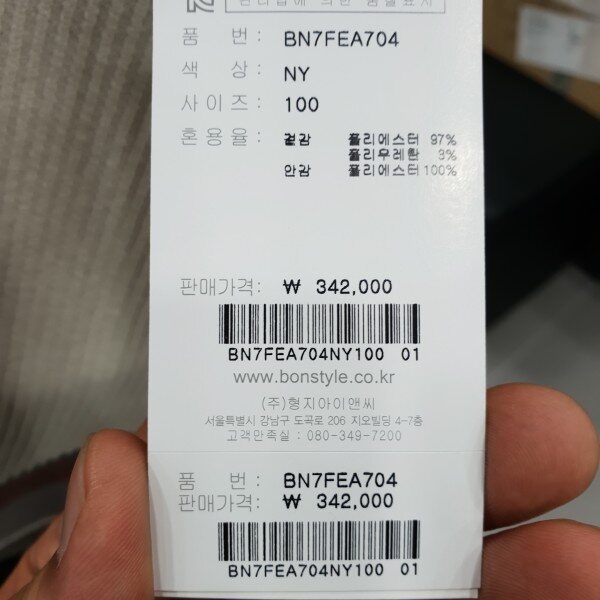 품 번 : BN7FEA704
색 상 : NY
사이즈 : 100
혼용율 : 겉감 폴리에스터 97%
폴리우레탄 3%
안감 폴리에스터 100%
판매가격: ₩ 342,000
BN7FEA704NY100 01
www.bonstyle.co.kr
(주)형지아이앤씨
서울특별시 강남구 도곡로 206 지오빌딩 4-7층
고객만족실 : 080-349-7200
품 번 : BN7FEA704
판매가격: ₩ 342,000
BN7FEA704NY100 01